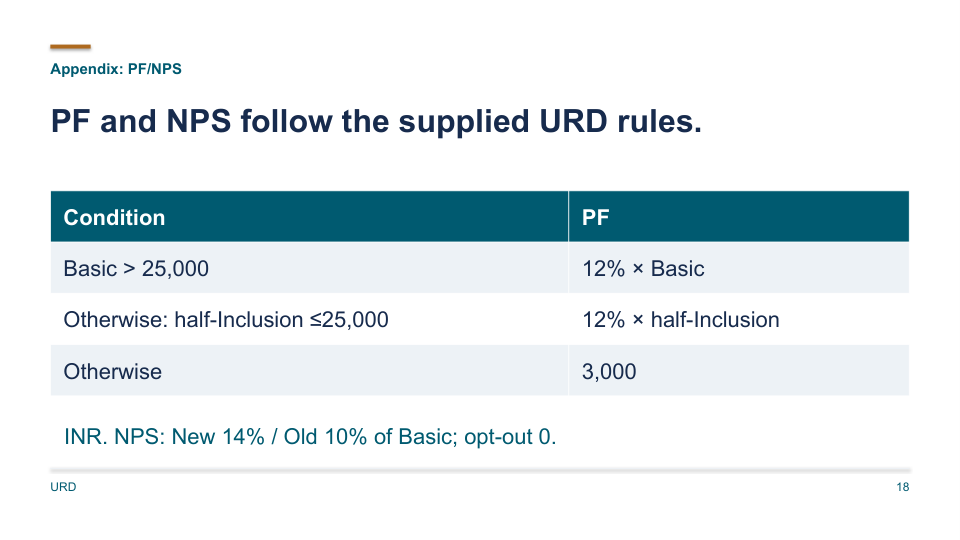 Appendix: PF/NPS
PF and NPS follow the supplied URD rules.
Condition PF
Basic > 25,000 12% × Basic
Otherwise: half-Inclusion ≤25,000 12% × half-Inclusion
Otherwise 3,000
INR. NPS: New 14% / Old 10% of Basic; opt-out 0.
URD 18